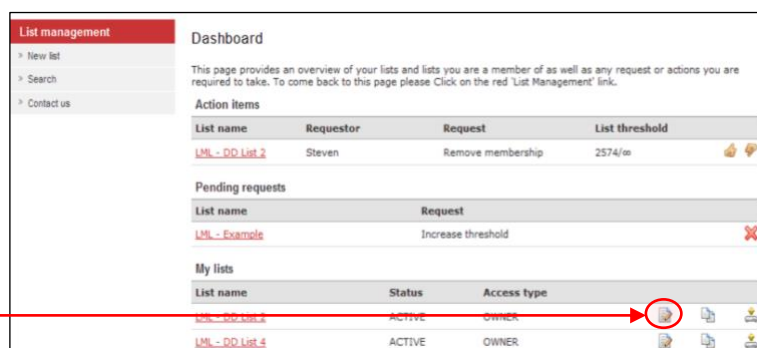 List management
> New list
> Search
> Contact us
Dashboard
This page provides an overview of your lists and lists you are a member of as well as any request or actions you are
required to take. To come back to this page please Click on the red 'List Management' link.
Action items
List name Requestor Request List threshold
LML - DD List 2 Steven Remove membership 2574/∞
Pending requests
List name Request
LML - Example Increase threshold
My lists
List name Status Access type
LML - DD List 2 ACTIVE OWNER
LML - DD List 4 ACTIVE OWNER